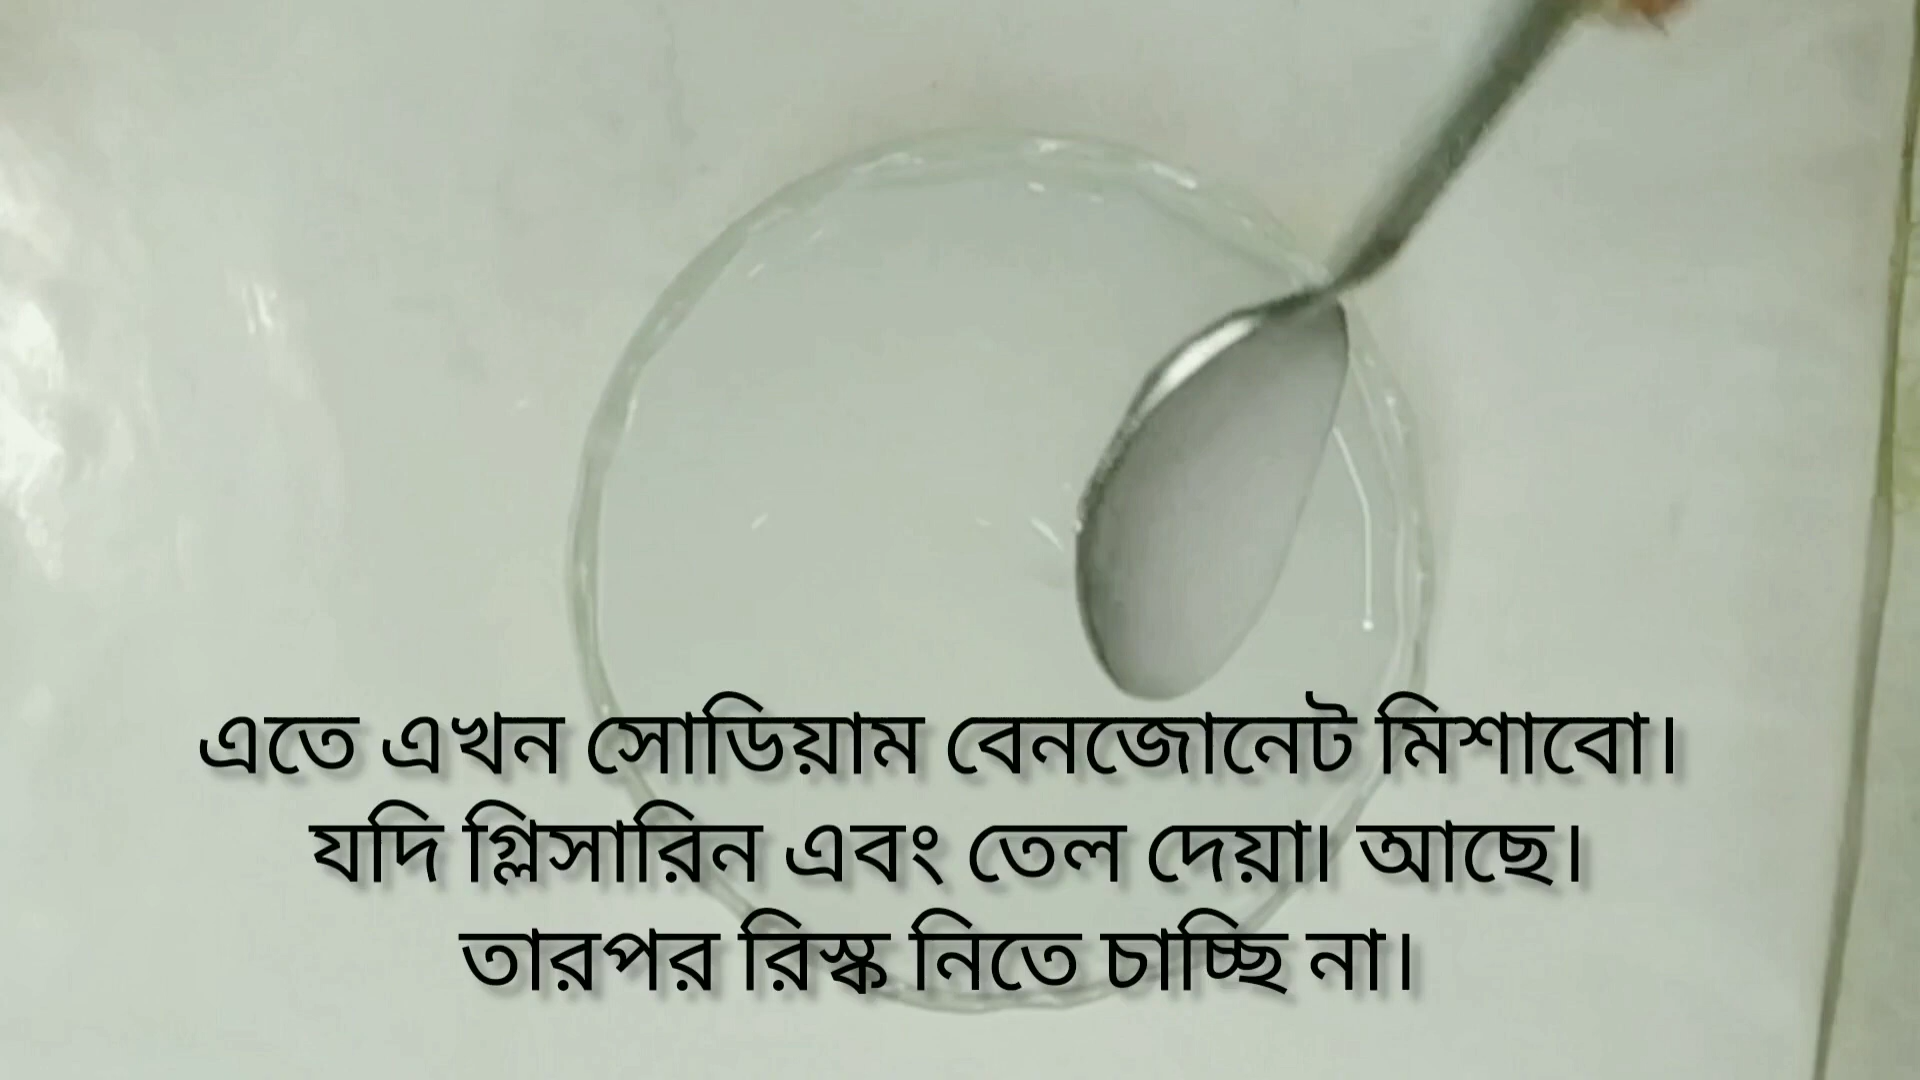 এতে এখন সোডিয়াম বেনজোনেট মিশাবো।
যদি গ্লিসারিন এবং তেল দেয়া। আছে।
তারপর রিস্ক নিতে চাচ্ছি না।